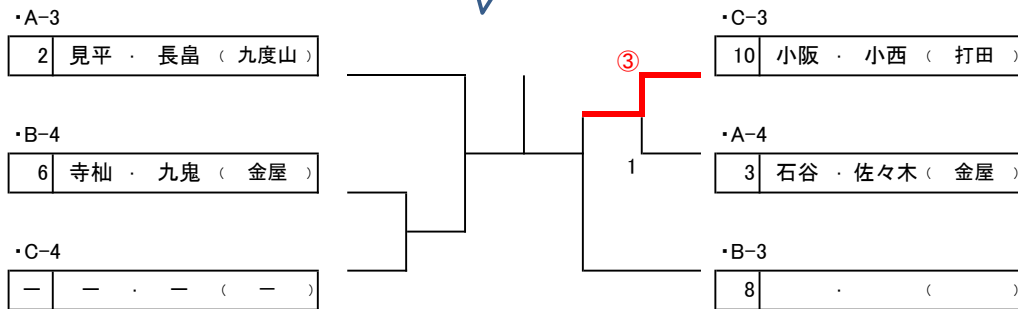 ・A-3
2 見平 ・ 長畠 ( 九度山 )
・B-4
6 寺杣 ・ 九鬼 ( 金屋 )
・C-4
ー ー ・ ー ( ー )
③
1
・C-3
10 小阪 ・ 小西 ( 打田 )
・A-4
3 石谷 ・ 佐々木 ( 金屋 )
・B-3
8 ・ ( )